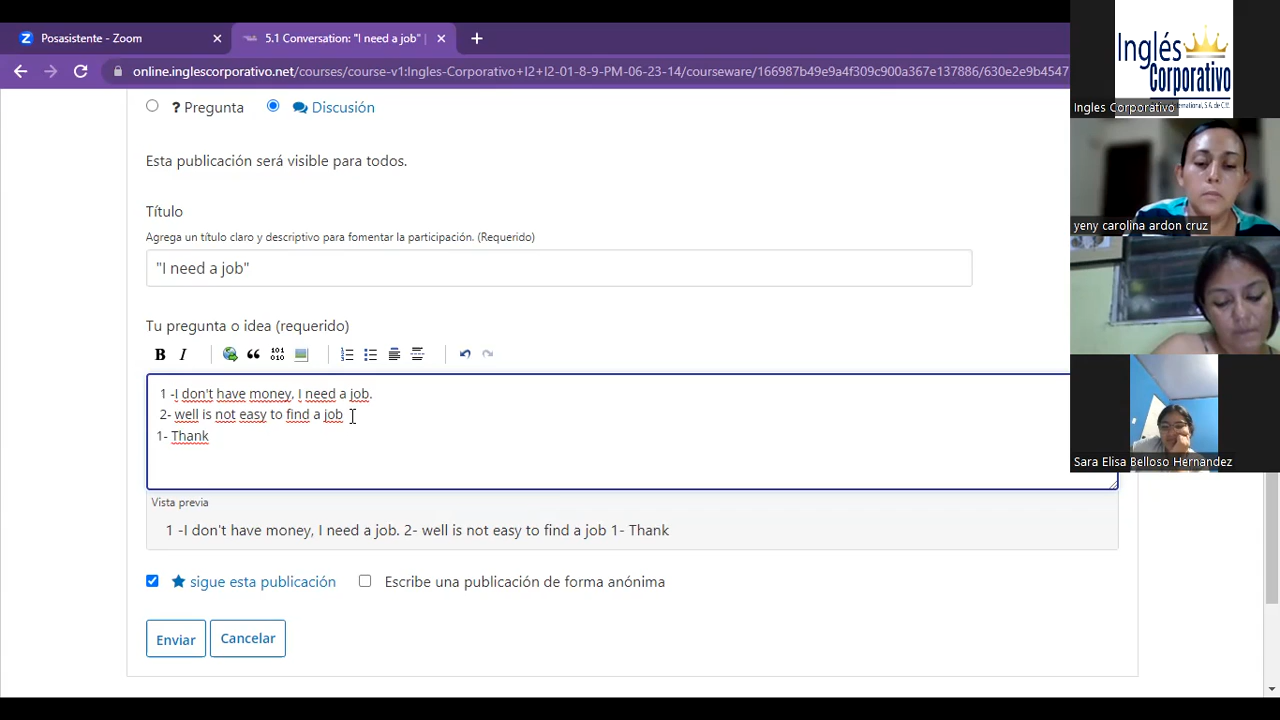 Posasistente - Zoom
5.1 Conversation: "I need a job" |
online.inglescorporativo.net/courses/course-v1:Ingles-Corporativo+I2+I2-01-8-9-PM-06-23-14/courseware/166987b49e9a4f309c900a367e137886/630e2e9b4547
? Pregunta
Discusión
Esta publicación será visible para todos.
Título
Agrega un título claro y descriptivo para fomentar la participación. (Requerido)
"I need a job"
Tu pregunta o idea (requerido)
B I
1 -I don't have money, I need a job.
2- well is not easy to find a job
1- Thank
Vista previa
1 -I don't have money, I need a job. 2- well is not easy to find a job 1- Thank
sigue esta publicación
Escribe una publicación de forma anónima
Enviar
Cancelar
Inglés
Corporativo
Ingles Corporativo
yeny carolina ardon cruz
Sara Elisa Belloso Hernandez